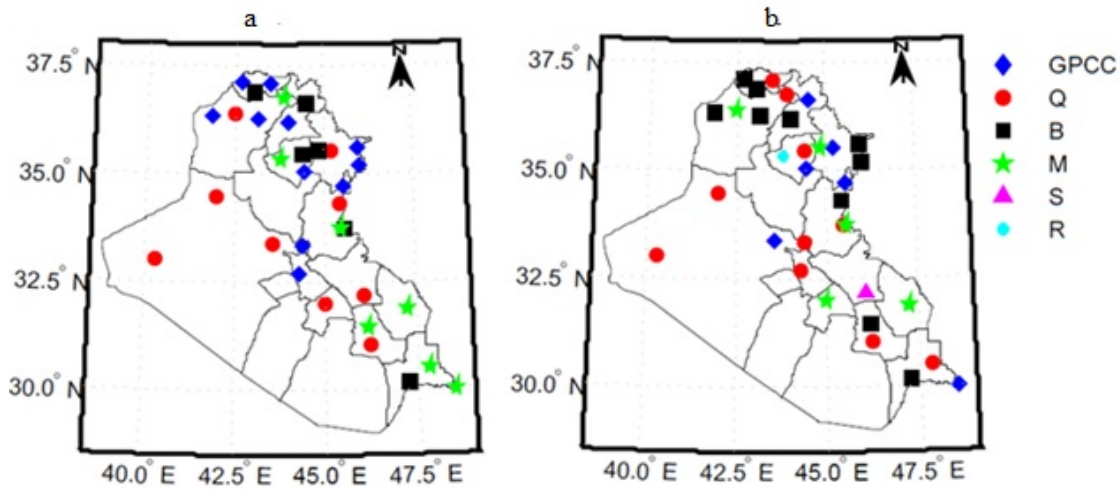 a
b
N
N
37.5° N
35.0° N
32.5° N
30.0° N
40.0° E 42.5° E 45.0° E 47.5° E
37.5° N
35.0° N
32.5° N
30.0° N
40.0° E 42.5° E 45.0° E 47.5° E
GPCC
Q
B
M
S
R